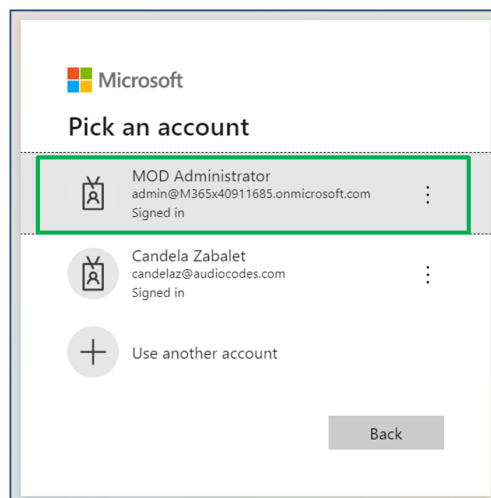 Microsoft
Pick an account
MOD Administrator
admin@M365x40911685.onmicrosoft.com
Signed in
Candela Zabalet
candelaz@audiocodes.com
Signed in
Use another account
Back